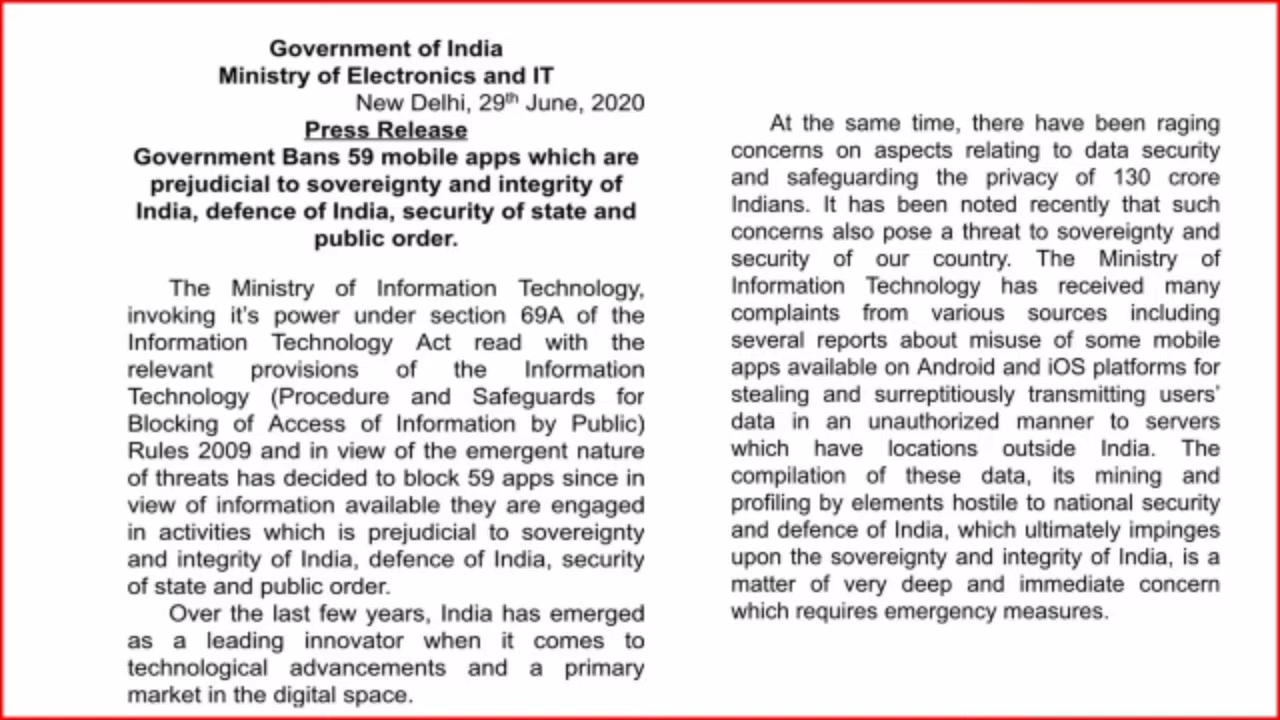 Government of India
Ministry of Electronics and IT
New Delhi, 29th June, 2020
Press Release
Government Bans 59 mobile apps which are
prejudicial to sovereignty and integrity of
India, defence of India, security of state and
public order.
The Ministry of Information Technology,
invoking it’s power under section 69A of the
Information Technology Act read with the
relevant provisions of the Information
Technology (Procedure and Safeguards for
Blocking of Access of Information by Public)
Rules 2009 and in view of the emergent nature
of threats has decided to block 59 apps since in
view of information available they are engaged
in activities which is prejudicial to sovereignty
and integrity of India, defence of India, security
of state and public order.
Over the last few years, India has emerged
as a leading innovator when it comes to
technological advancements and a primary
market in the digital space.
At the same time, there have been raging
concerns on aspects relating to data security
and safeguarding the privacy of 130 crore
Indians. It has been noted recently that such
concerns also pose a threat to sovereignty and
security of our country. The Ministry of
Information Technology has received many
complaints from various sources including
several reports about misuse of some mobile
apps available on Android and iOS platforms for
stealing and surreptitiously transmitting users’
data in an unauthorized manner to servers
which have locations outside India. The
compilation of these data, its mining and
profiling by elements hostile to national security
and defence of India, which ultimately impinges
upon the sovereignty and integrity of India, is a
matter of very deep and immediate concern
which requires emergency measures.